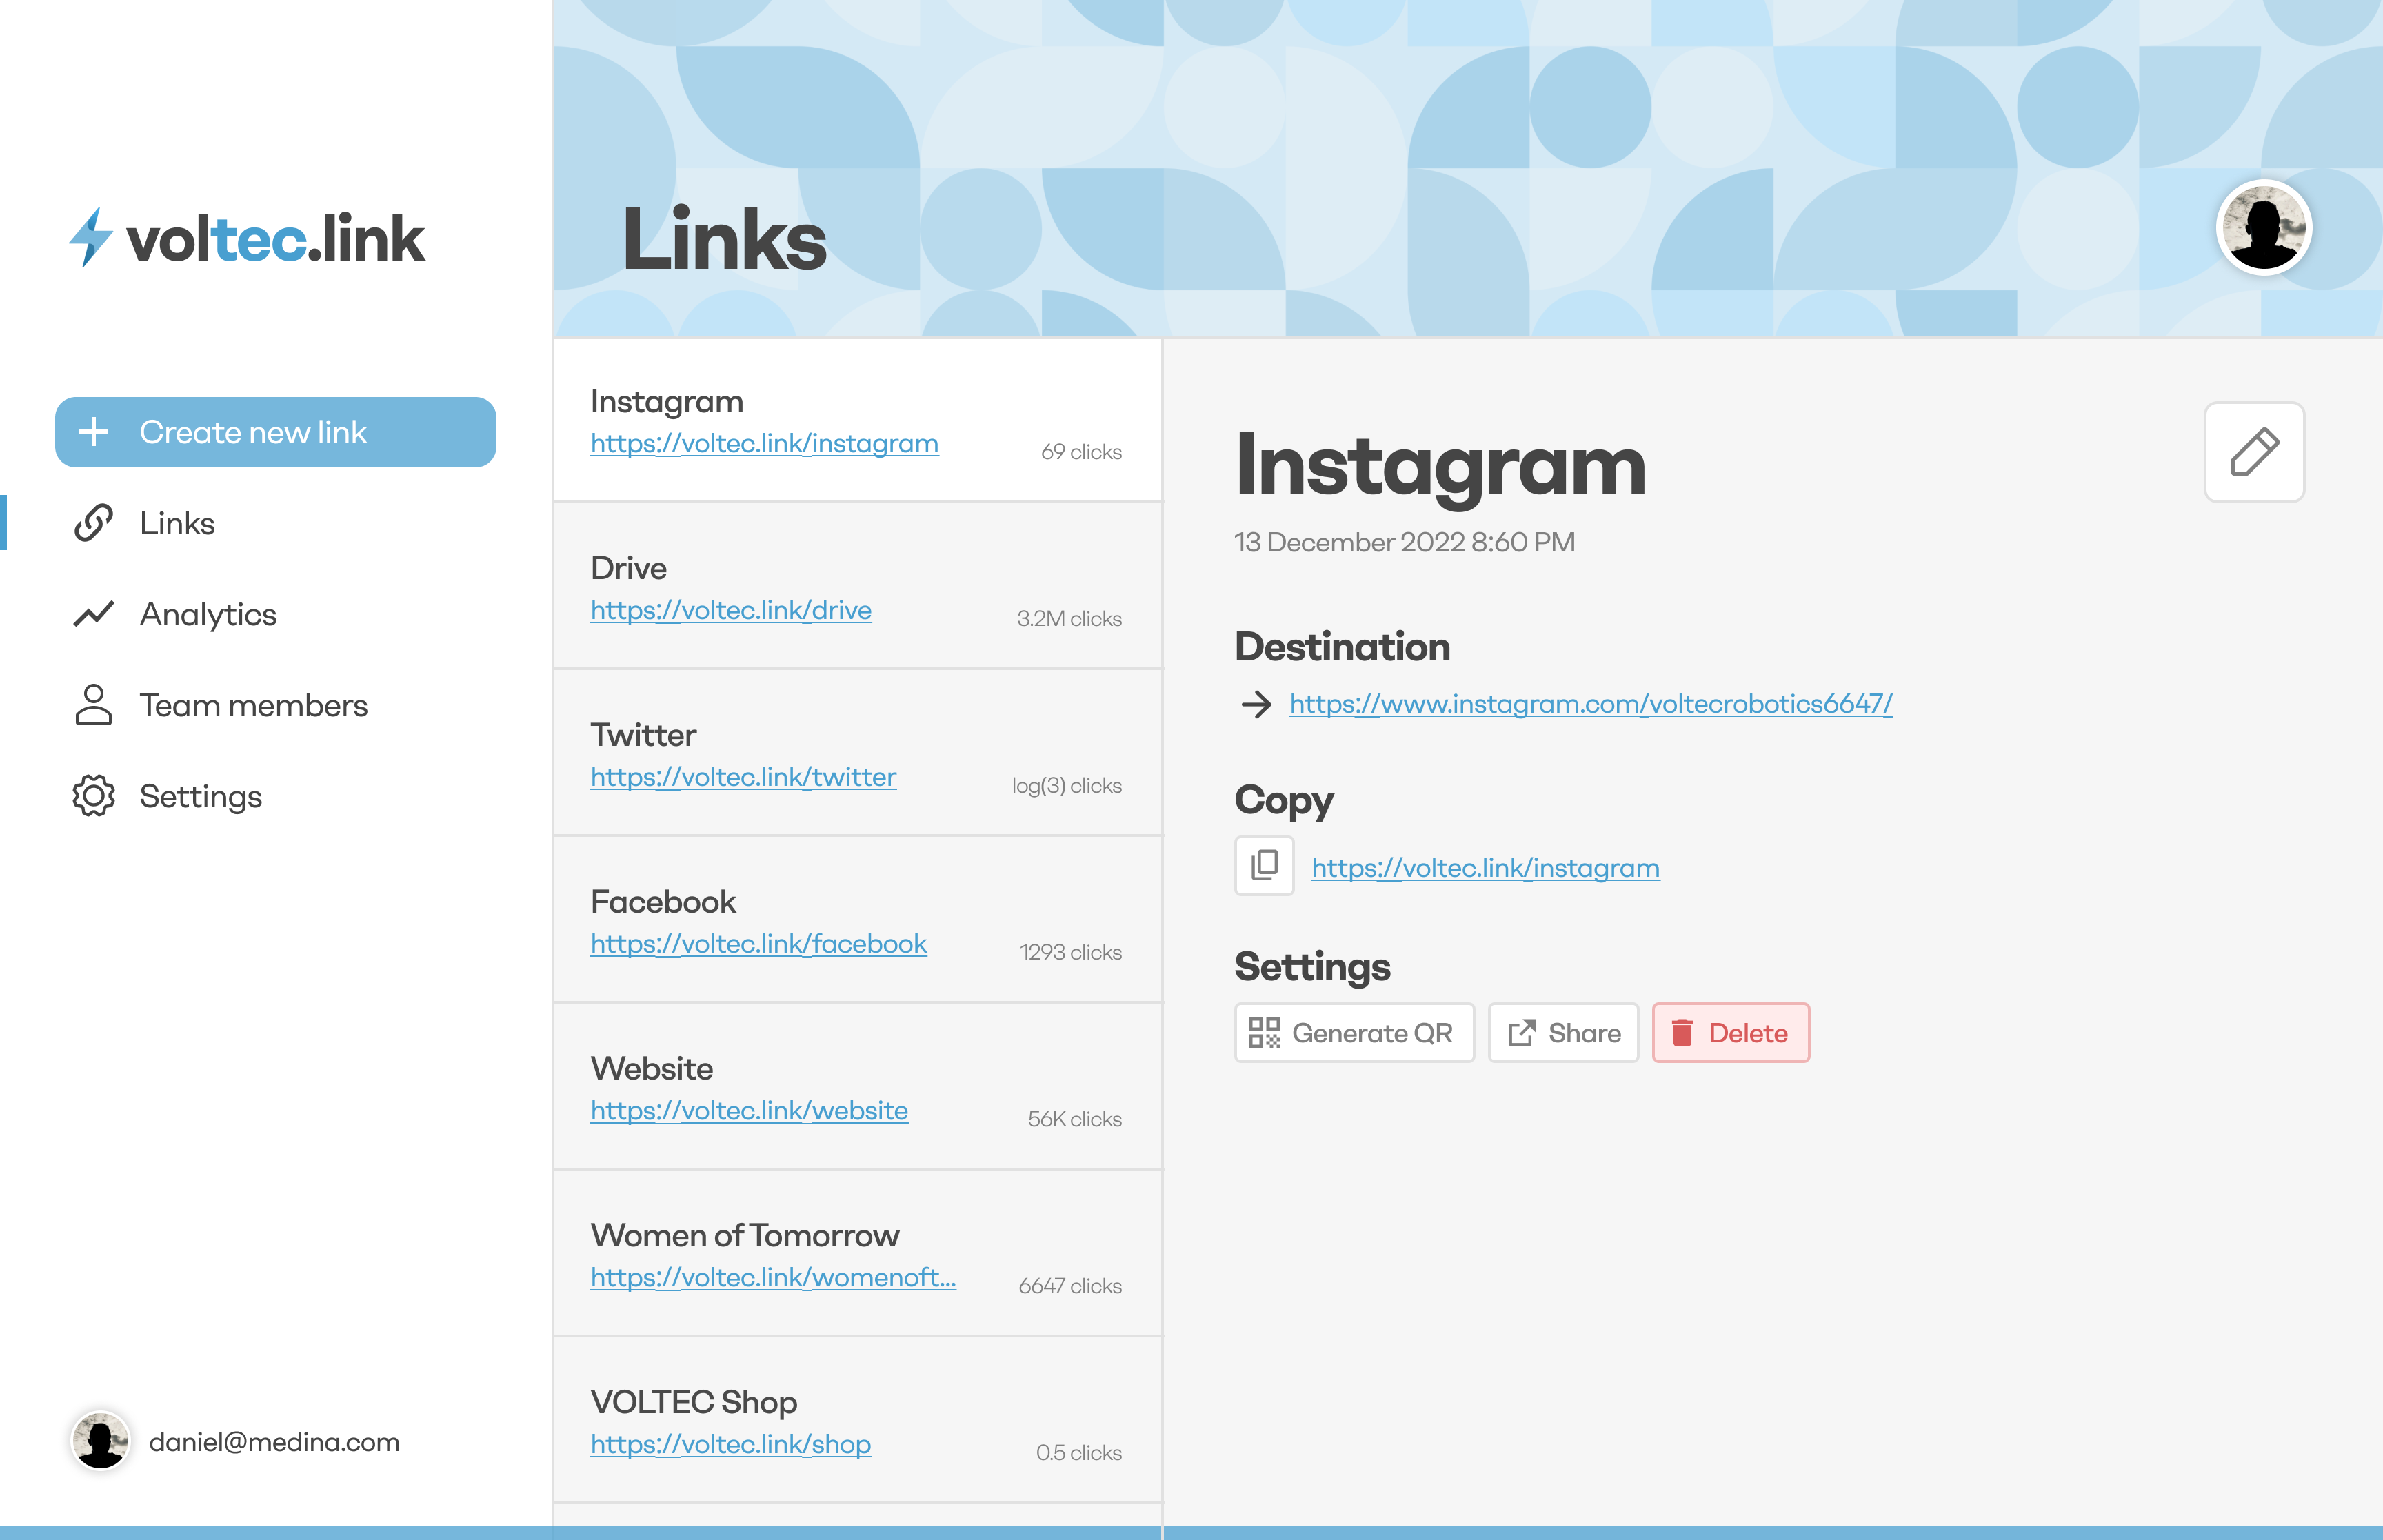 voltec.link
Create new link
Links
Analytics
Team members
Settings
daniel@medina.com
Links
Instagram
https://voltec.link/instagram
69 clicks
Drive
https://voltec.link/drive
3.2M clicks
Twitter
https://voltec.link/twitter
log(3) clicks
Facebook
https://voltec.link/facebook
1293 clicks
Website
https://voltec.link/website
56K clicks
Women of Tomorrow
https://voltec.link/womenoft...
6647 clicks
VOLTEC Shop
https://voltec.link/shop
0.5 clicks
Instagram
13 December 2022 8:60 PM
Destination
https://www.instagram.com/voltecrobotics6647/
Copy
https://voltec.link/instagram
Settings
Generate QR
Share
Delete